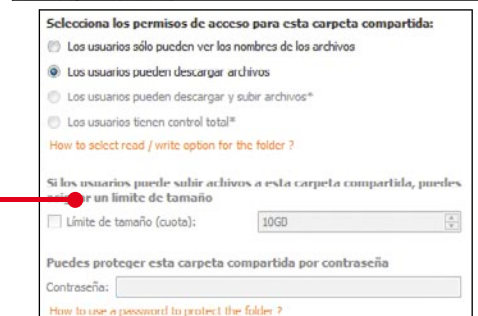 Selecciona los permisos de acceso para esta carpeta compartida:
Los usuarios sólo pueden ver los nombres de los archivos
Los usuarios pueden descargar archivos
Los usuarios pueden descargar y subir archivos*
Los usuarios tienen control total*
How to select read / write option for the folder ?
Si los usuarios puede subir achivos a esta carpeta compartida, puedes
ur un límite de tamaño
Límite de tamaño (cuota):
Puedes proteger esta carpeta compartida por contraseña
Contraseña:
How to use a password to protect the folder ?